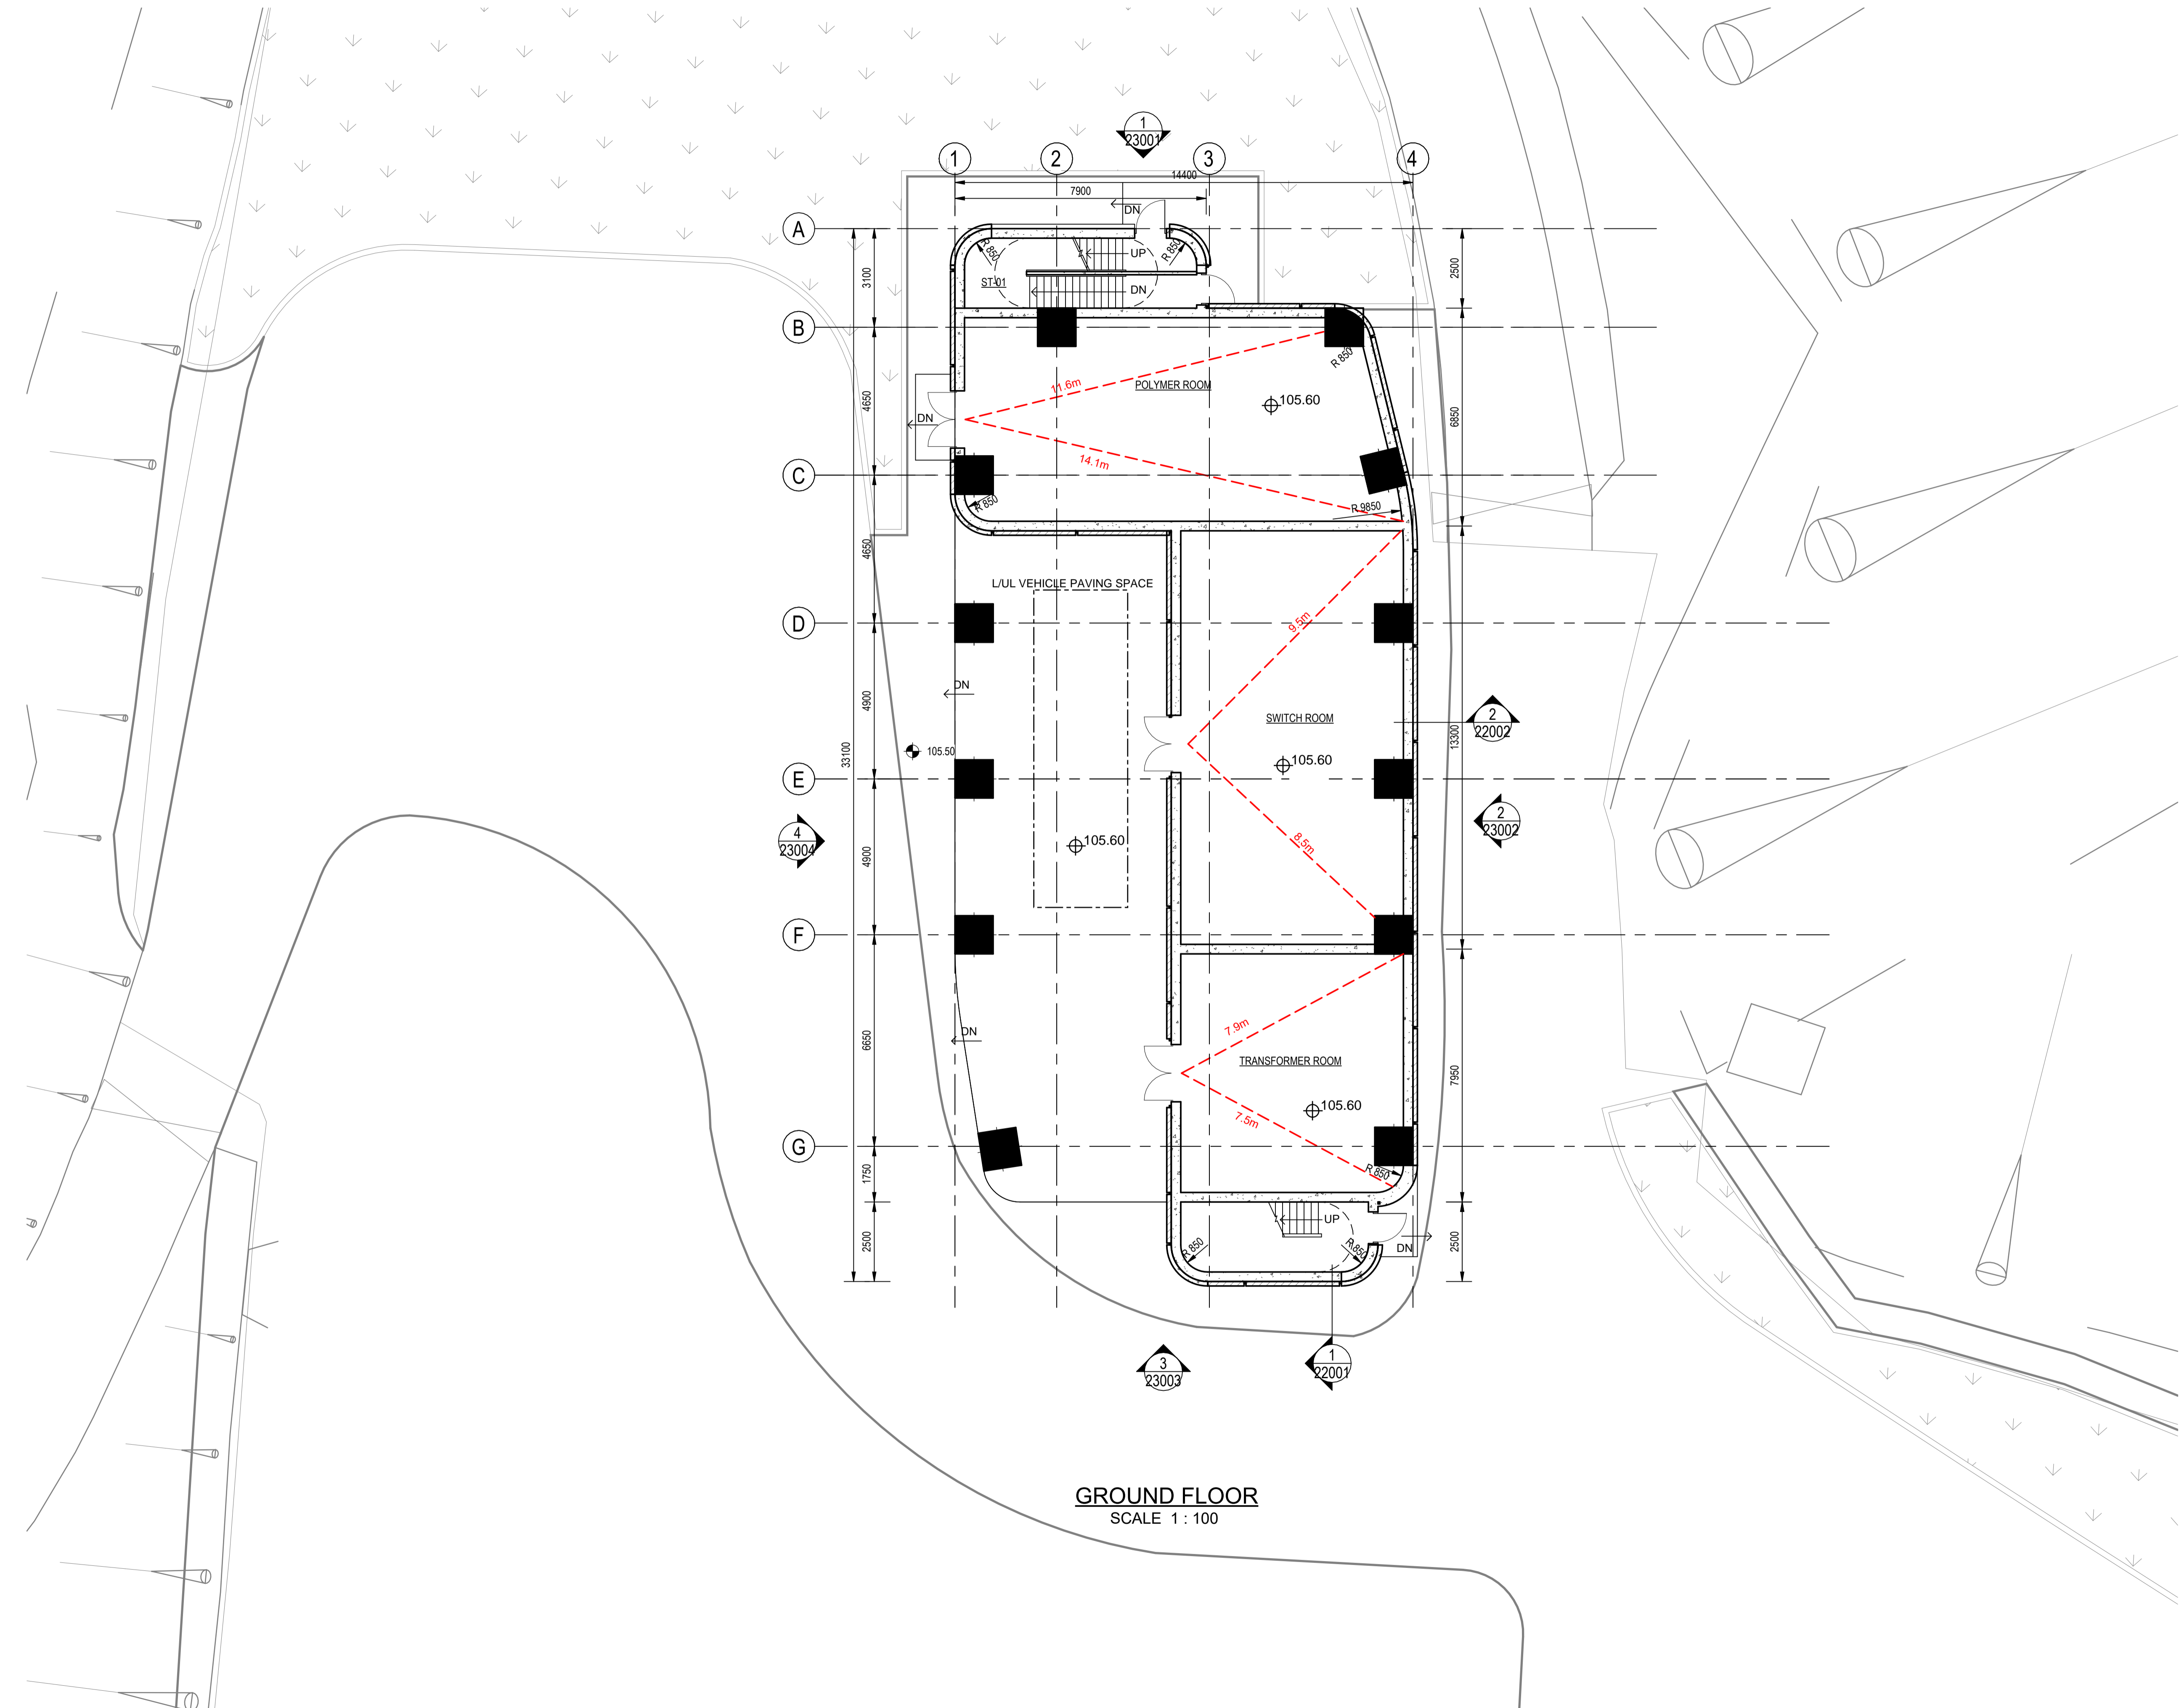 1
23001
1
2
3
4
14400
7900
DN
A
R 850
R 850
UP
3100
2500
ST-01
DN
B
R 850
11.6m
POLYMER ROOM
105.60
4650
6850
DN
14.1m
C
R 850
R 9850
4650
L/UL VEHICLE PAVING SPACE
D
9.5m
DN
4900
SWITCH ROOM
2
22002
13300
33100
105.50
105.60
E
2
23002
4
23004
105.60
8.5m
4900
F
7.9m
DN
6650
TRANSFORMER ROOM
7950
105.60
7.5m
G
1750
R 850
UP
2500
R 850
R 850
DN
2500
3
23003
1
22001
GROUND FLOOR
SCALE 1 : 100